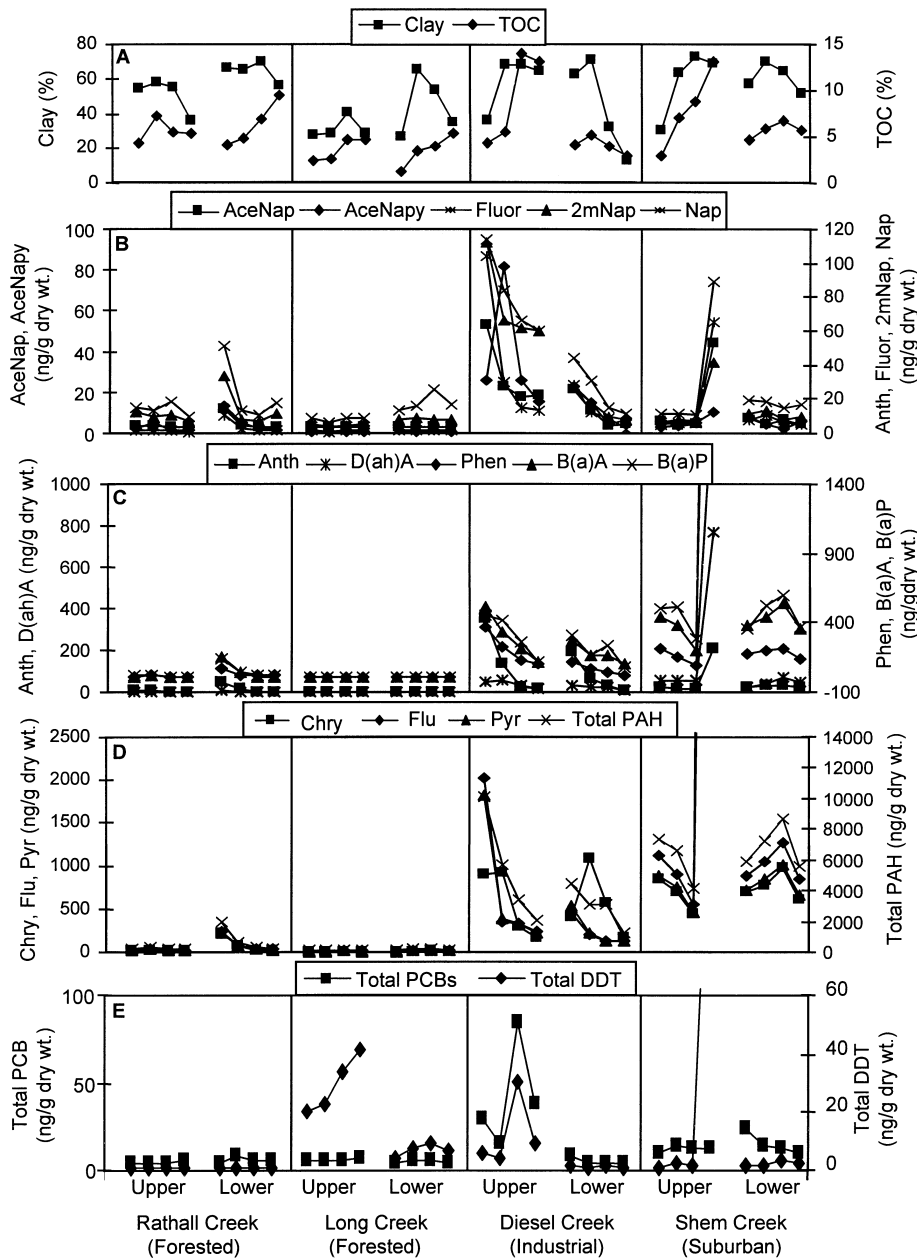 Clay TOC
A
Clay (%)
80
60
40
20
0
TOC (%)
15
10
5
0
AceNap AceNapy Fluor 2mNap Nap
B
AceNap, AceNapy
(ng/g dry wt.)
100
80
60
40
20
0
Anth, Fluor, 2mNap, Nap
(ng/g dry wt.)
120
100
80
60
40
20
0
Anth D(ah)A Phen B(a)A B(a)P
C
Anth, D(ah)A (ng/g dry wt.)
1000
800
600
400
200
0
Phen, B(a)A, B(a)P
(ng/gdry wt.)
1400
900
400
-100
Chry Flu Pyr Total PAH
D
Chry, Flu, Pyr (ng/g dry wt.)
2500
2000
1500
1000
500
0
Total PAH (ng/g dry wt.)
14000
12000
10000
8000
6000
4000
2000
0
Total PCBs Total DDT
E
Total PCB
(ng/g dry wt.)
100
50
0
Total DDT
(ng/g dry wt.)
60
40
20
0
Upper Lower Upper Lower Upper Lower Upper Lower
Rathall Creek Long Creek Diesel Creek Shem Creek
(Forested) (Forested) (Industrial) (Suburban)